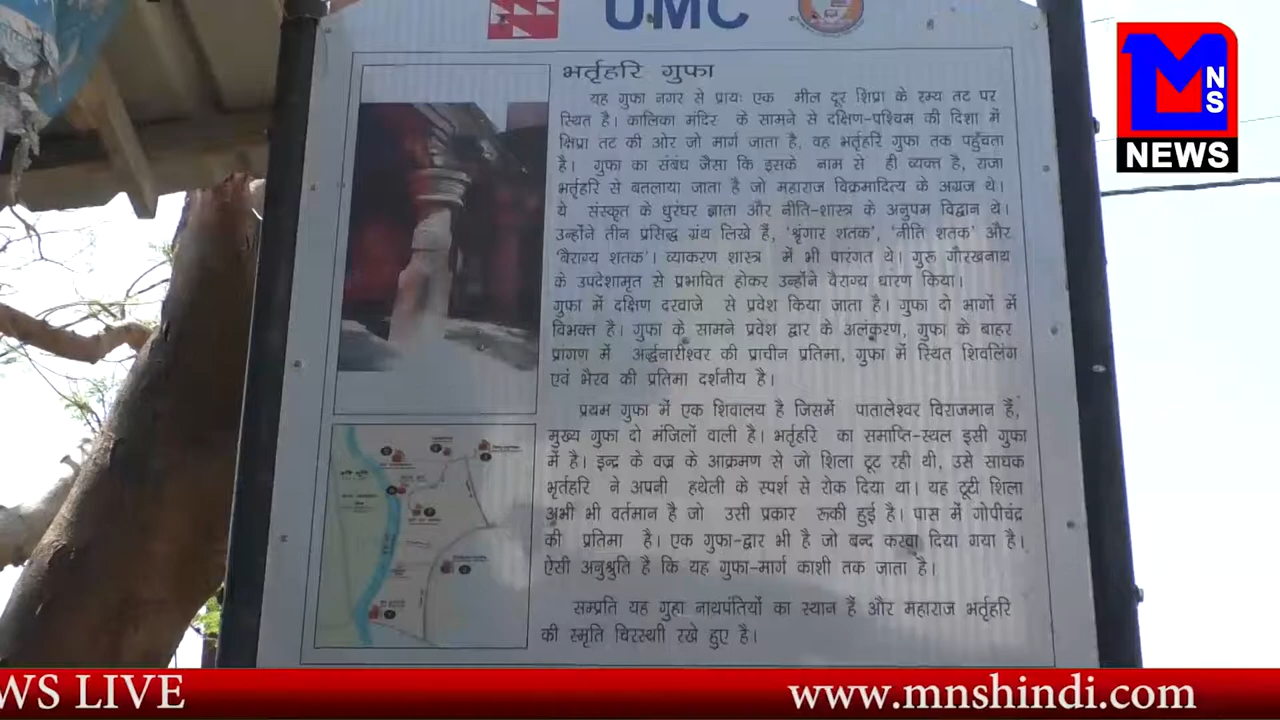 UMC
भर्तृहरि गुफा
यह गुफा नगर से प्रायः एक मील दूर शिप्रा के रम्य तट पर
स्थित है। कालिका मंदिर के सामने से दक्षिण-पश्चिम की दिशा में
क्षिप्रा तट की ओर जो मार्ग जाता है, वह भर्तृहरि गुफा तक पहुँचता
है। गुफा का संबंध जैसा कि इसके नाम से ही व्यक्त है, राजा
भर्तृहरि से बतलाया जाता है जो महाराज विक्रमादित्य के अग्रज थे।
ये संस्कृत के धुरंधर ज्ञाता और नीति-शास्त्र के अनुपम विद्वान थे।
उन्होंने तीन प्रसिद्ध ग्रंथ लिखे हैं, 'श्रृंगार शतक', 'नीति शतक' और
'बैराग्य शतक'। व्याकरण शास्त्र में भी पारंगत थे। गुरू गौरखनाथ
के उपदेशामृत से प्रभावित होकर उन्होंने वैराग्य धारण किया।
गुफा में दक्षिण दरवाजे से प्रवेश किया जाता है। गुफा दो भागों में
विभक्त है। गुफा के सामने प्रवेश द्वार के अलंकरण, गुफा के बाहर
प्रांगण में अर्द्धनारीश्वर की प्राचीन प्रतिमा, गुफा में स्थित शिवलिंग
एवं भैरव की प्रतिमा दर्शनीय है।
प्रथम गुफा में एक शिवालय है जिसमें पातालेश्वर विराजमान हैं,
मुख्य गुफा दो मंजिलों वाली है। भर्तृहरि का समाप्ति-स्थल इसी गुफा
में है। इन्द्र के वज्र के आक्रमण से जो शिला टूट रही थी, उसे साधक
भृर्तहरि ने अपनी हथेली के स्पर्श से रोक दिया था। यह टूटी शिला
अभी भी वर्तमान है जो उसी प्रकार रूकी हुई है। पास में गोपीचंद्र
की प्रतिमा है। एक गुफा-द्वार भी है जो बन्द करवा दिया गया है।
ऐसी अनुश्रुति है कि यह गुफा-मार्ग काशी तक जाता है।
सम्प्रति यह गुहा नाथपंतियों का स्थान हैं और महाराज भर्तृहरि
की स्मृति चिरस्थाी रखे हुए है।
M
NS
NEWS
WS LIVE
www.mnshindi.com